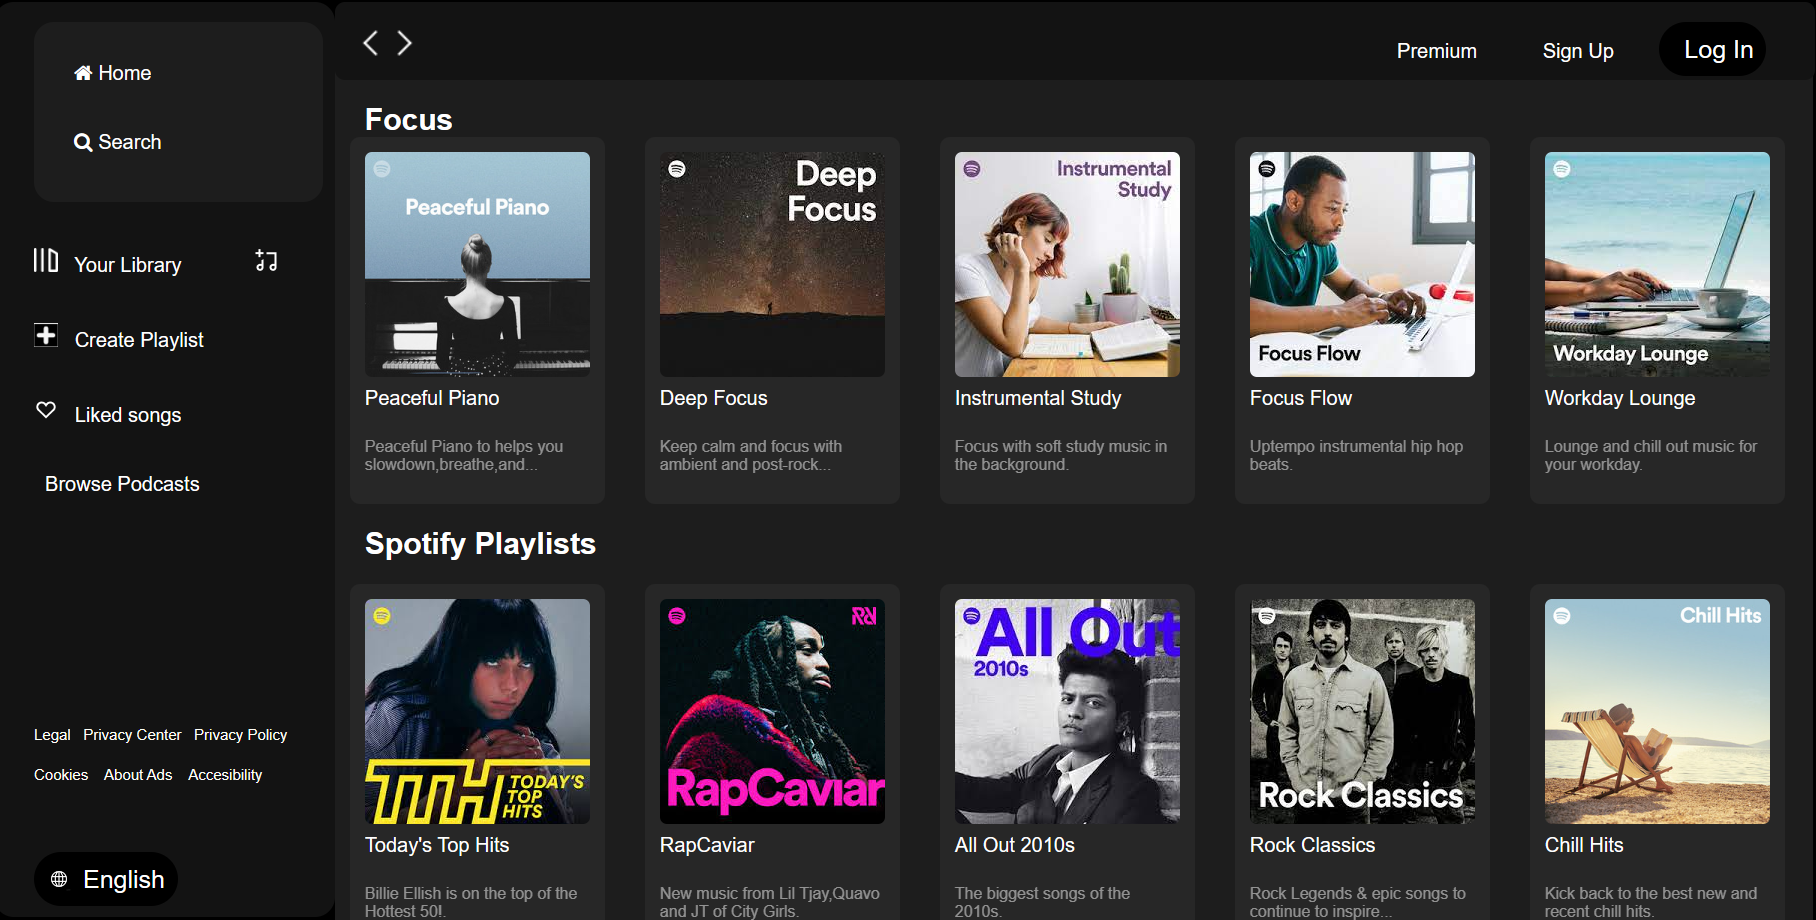 Home
Search
Your Library
Create Playlist
Liked songs
Browse Podcasts
Legal Privacy Center Privacy Policy
Cookies About Ads Accesibility
English
Premium Sign Up Log In
Focus
Peaceful Piano
Peaceful Piano
Peaceful Piano to helps you
slowdown,breathe,and...
Deep
Focus
Deep Focus
Keep calm and focus with
ambient and post-rock...
Instrumental
Study
Instrumental Study
Focus with soft study music in
the background.
Focus Flow
Focus Flow
Uptempo instrumental hip hop
beats.
Workday Lounge
Workday Lounge
Lounge and chill out music for
your workday.
Spotify Playlists
TTH TODAY'S
TOP
HITS
Today's Top Hits
Billie Ellish is on the top of the
Hottest 50!.
RapCaviar
RapCaviar
New music from Lil Tjay,Quavo
and JT of City Girls.
All Out
2010s
All Out 2010s
The biggest songs of the
2010s.
Rock Classics
Rock Classics
Rock Legends & epic songs to
continue to inspire...
Chill Hits
Chill Hits
Kick back to the best new and
recent chill hits.